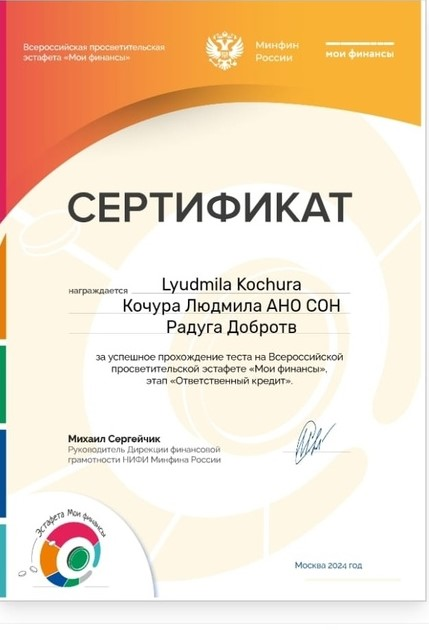 Всероссийская просветительская
эстафета «Мои финансы»
Минфин
России
мои финансы
СЕРТИФИКАТ
награждается Lyudmila Kochura
Кочура Людмила АНО СОН
Радуга Добротв
за успешное прохождение теста на Всероссийской
просветительской эстафете «Мои финансы»,
этап «Ответственный кредит».
Михаил Сергейчик
Руководитель Дирекции финансовой
грамотности НИФИ Минфина России
Эстафета Мои финансы
Москва 2024 год